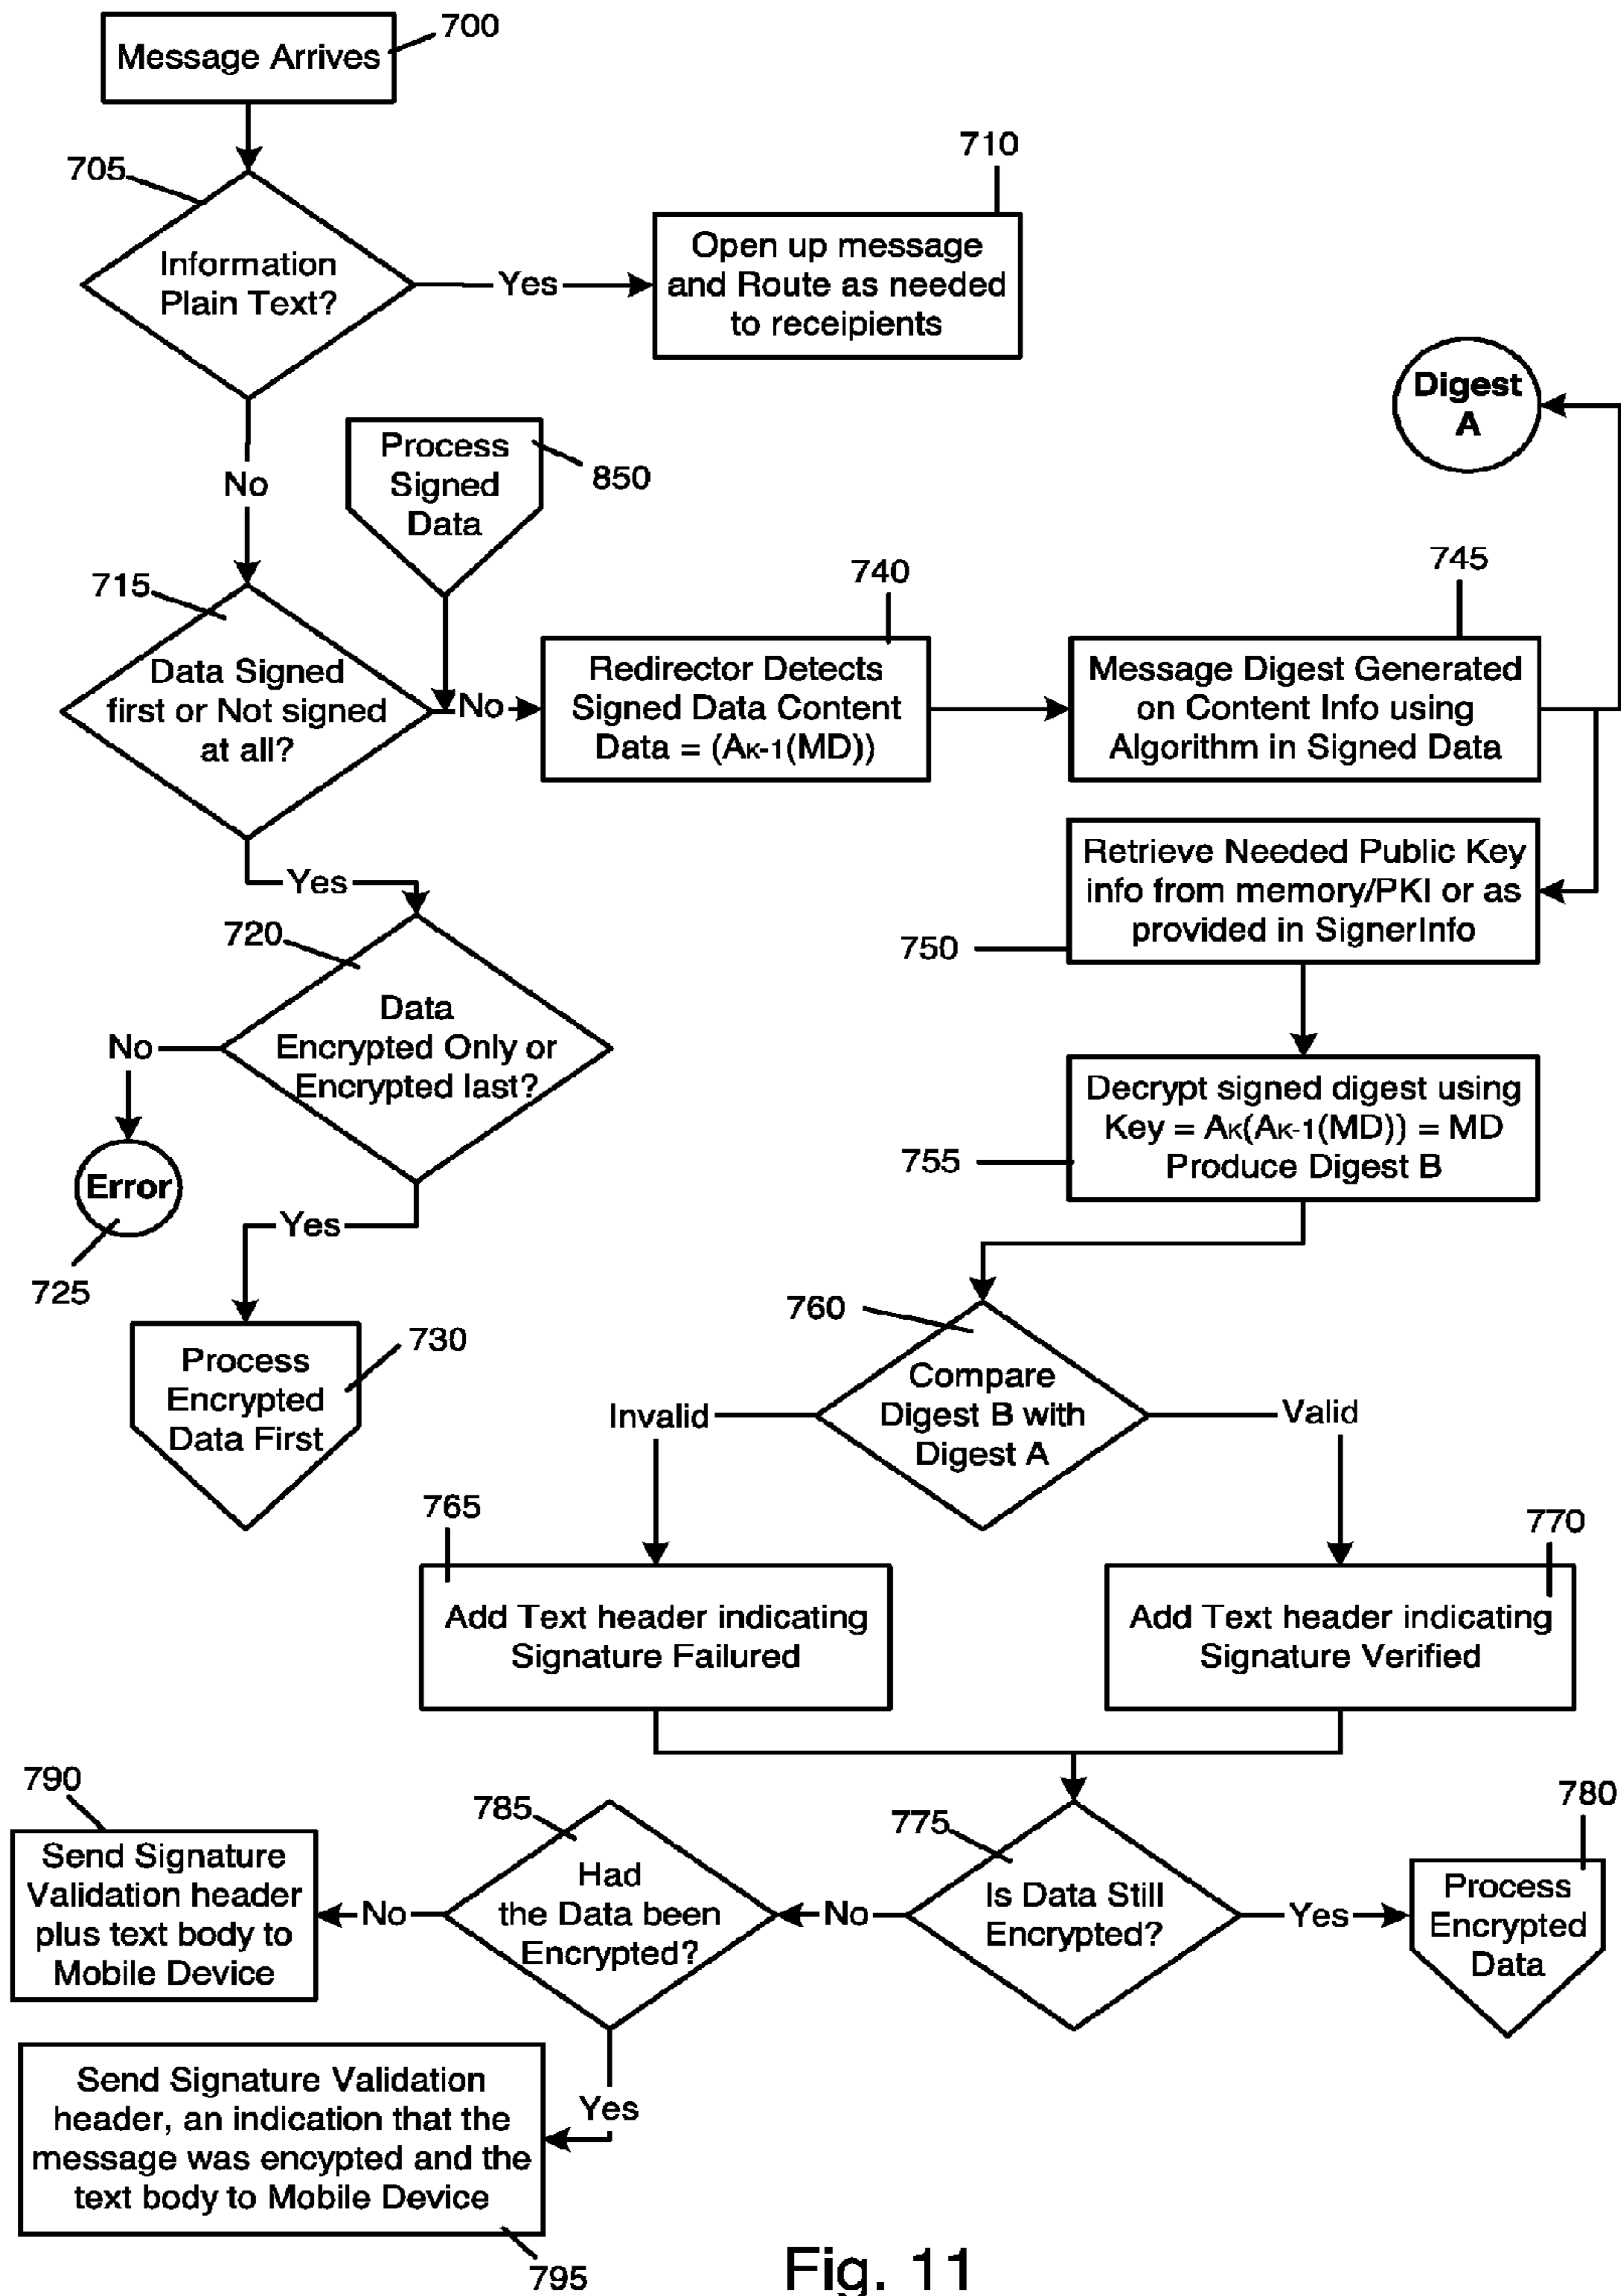 700
Message Arrives
705
710
Information
Plain Text?
Yes
Open up message
and Route as needed
to receipients
No
Digest
A
Process
Signed
Data
850
715
Data Signed
first or Not signed
at all?
No
740
Redirector Detects
Signed Data Content
Data = (AK-1(MD))
745
Message Digest Generated
on Content Info using
Algorithm in Signed Data
Yes
Retrieve Needed Public Key
info from memory/PKI or as
provided in SignerInfo
750
720
Data
Encrypted Only or
Encrypted last?
No
Error
725
Yes
Decrypt signed digest using
Key = AK(AK-1(MD)) = MD
Produce Digest B
755
730
Process
Encrypted
Data First
760
Compare
Digest B with
Digest A
Invalid
Valid
765
770
Add Text header indicating
Signature Failured
Add Text header indicating
Signature Verified
790
785
775
780
Send Signature
Validation header
plus text body to
Mobile Device
No
Had
the Data been
Encrypted?
No
Is Data Still
Encrypted?
Yes
Process
Encrypted
Data
Yes
Send Signature Validation
header, an indication that the
message was encypted and the
text body to Mobile Device
795
Fig. 11